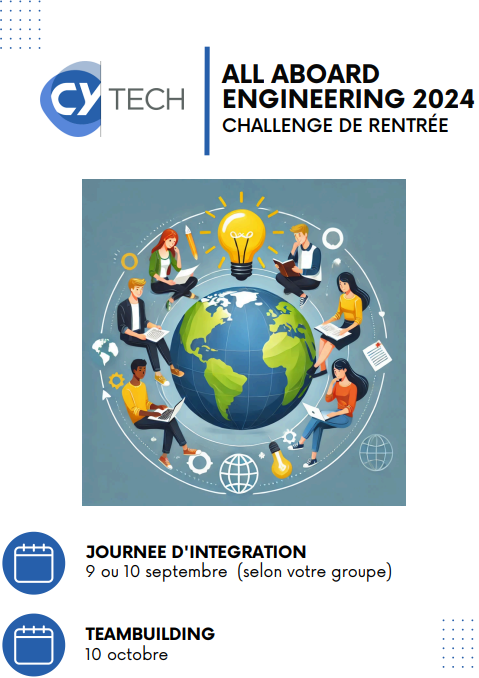 CY TECH
ALL ABOARD
ENGINEERING 2024
CHALLENGE DE RENTRÉE
JOURNEE D'INTEGRATION
9 ou 10 septembre (selon votre groupe)
TEAMBUILDING
10 octobre